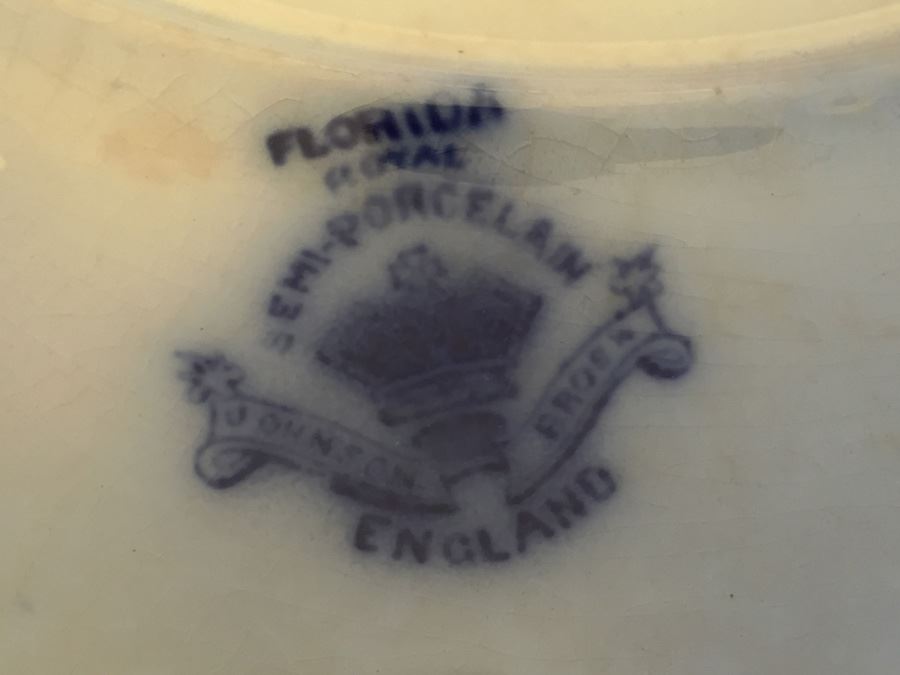 FLORIDA
ROYAL
SEMI-PORCELAIN
JOHNSON BROS
ENGLAND